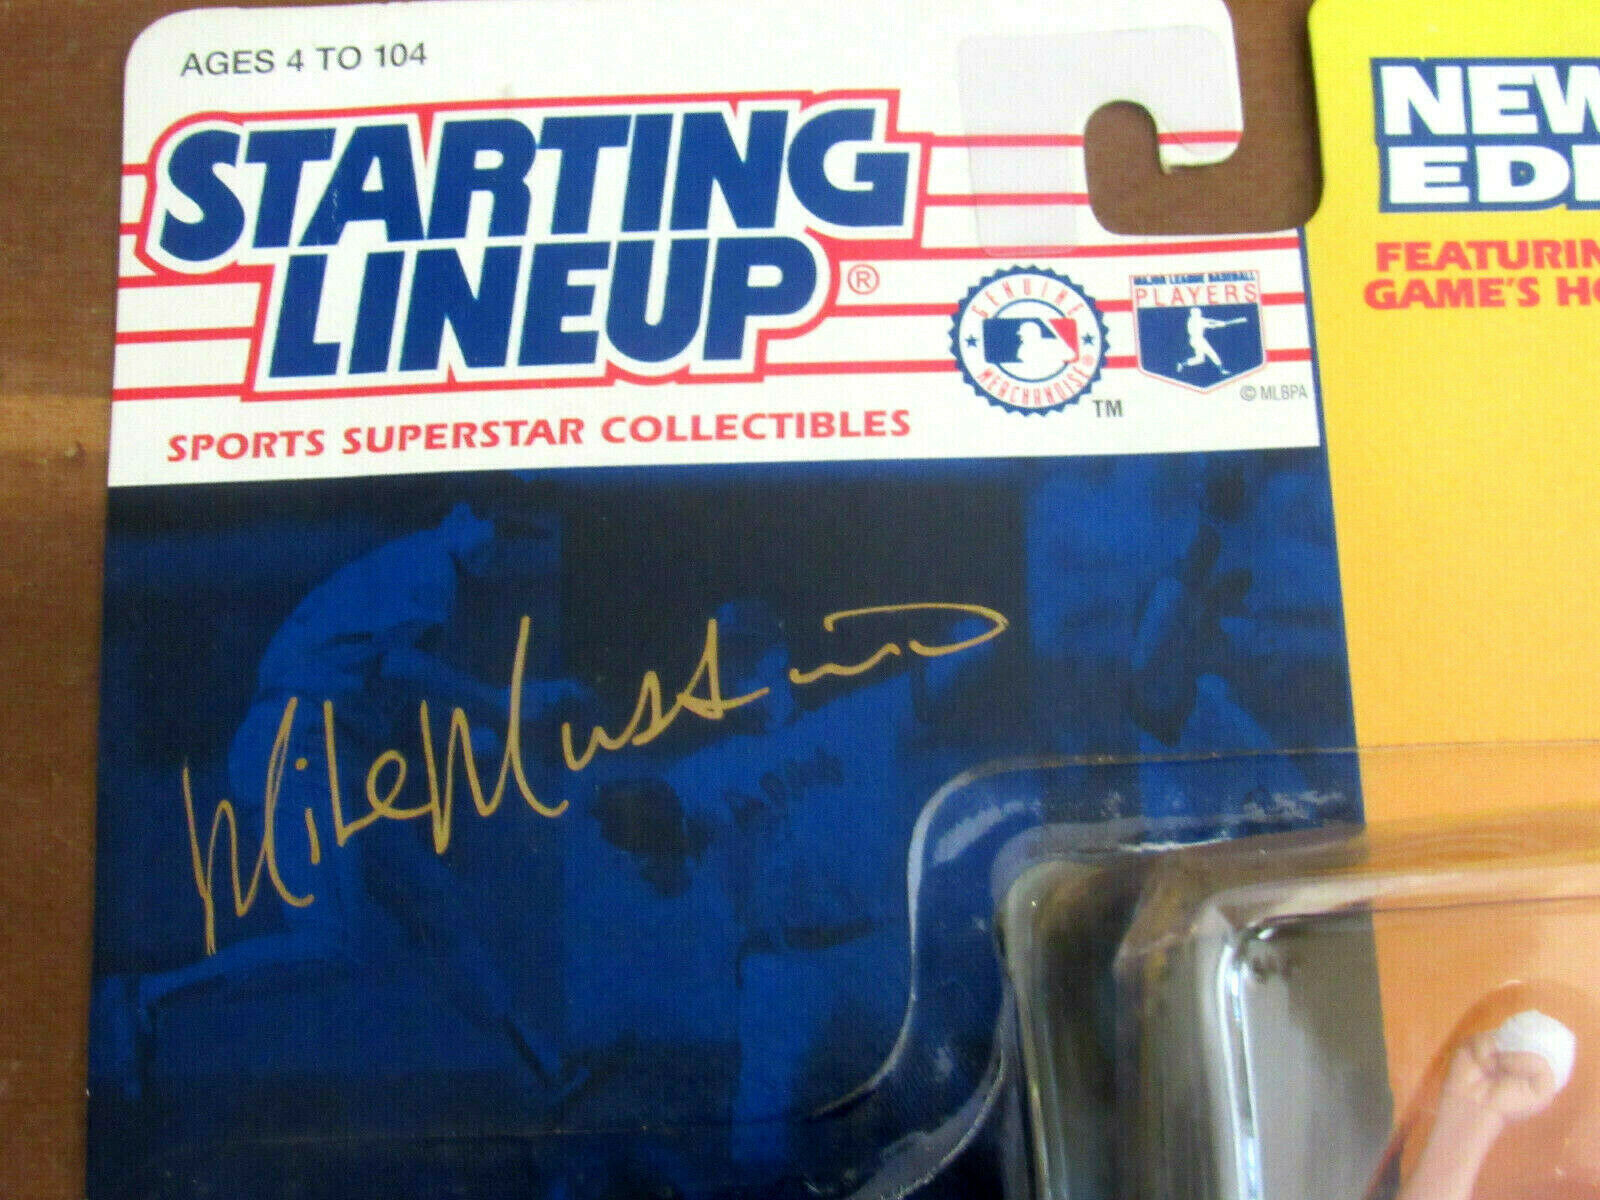 AGES 4 TO 104
STARTING
LINEUP®
SPORTS SUPERSTAR COLLECTIBLES
GENUINE
MERCHANDISE®
TM
MAJOR LEAGUE BASEBALL
PLAYERS
© MLBPA
NEW
EDI
FEATURIN
GAME'S HO
Mike Mussina